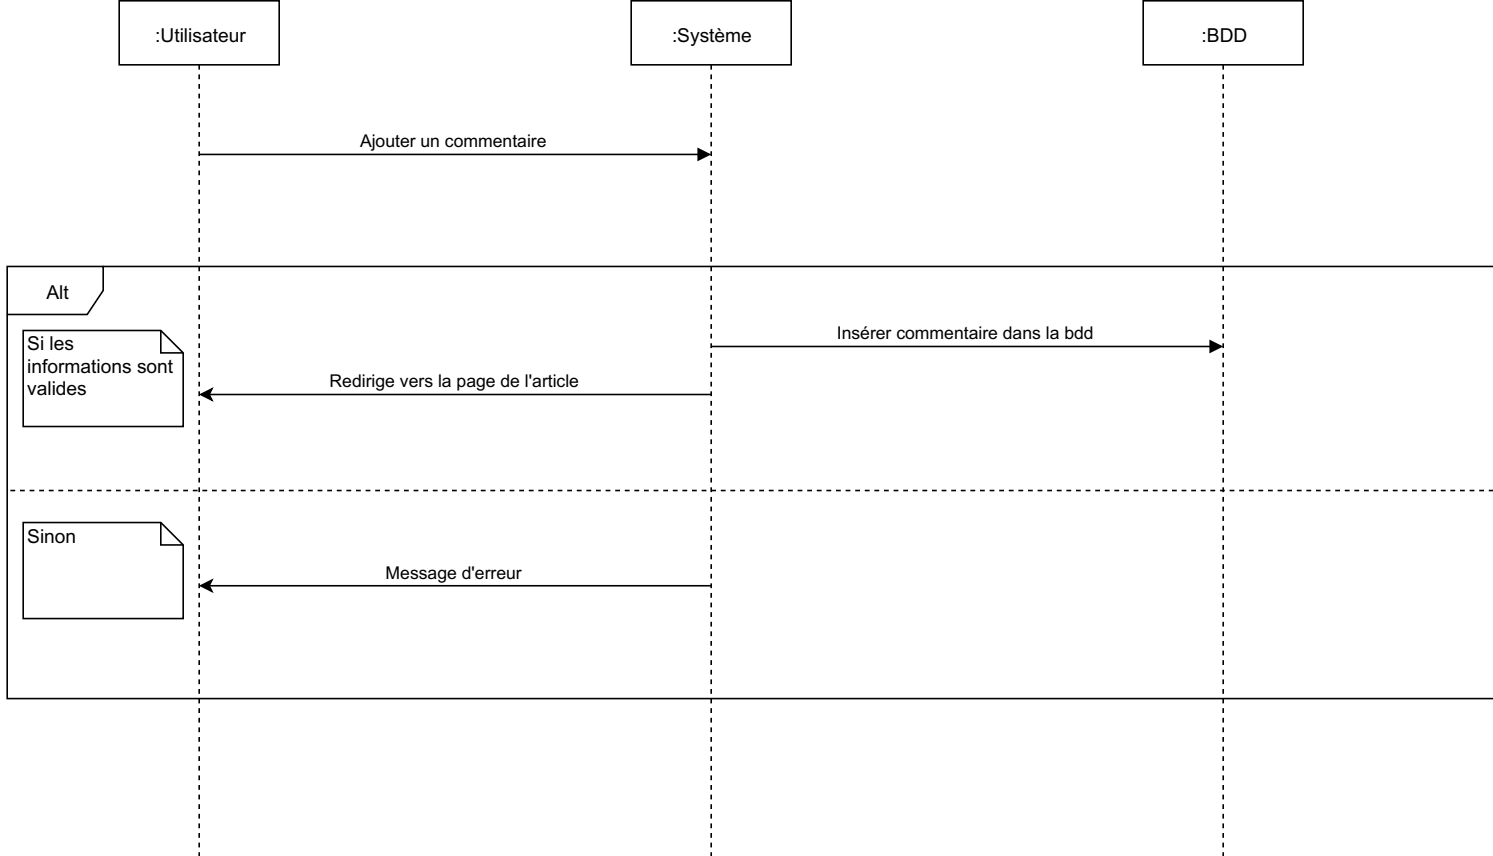 :Utilisateur
:Système
:BDD
Ajouter un commentaire
Alt
Si les
informations sont
valides
Insérer commentaire dans la bdd
Redirige vers la page de l'article
Sinon
Message d'erreur